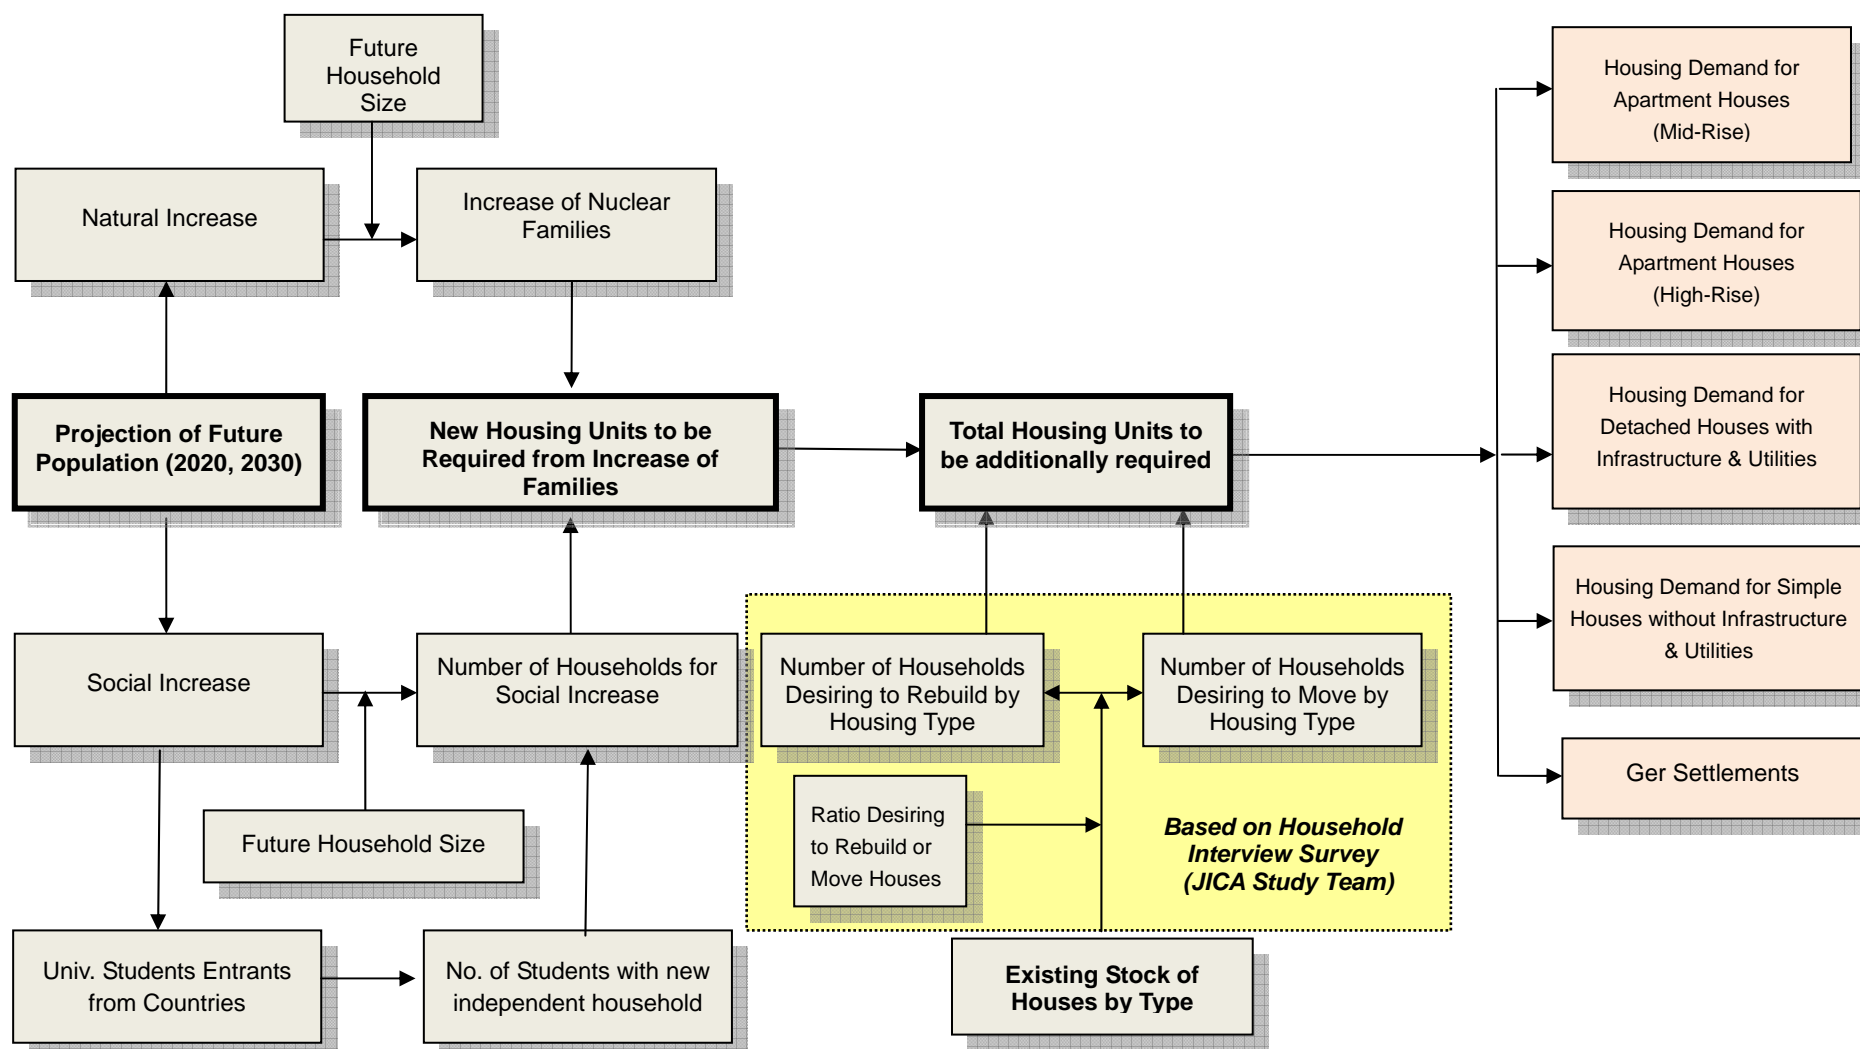 Future
Household
Size
Natural Increase
Increase of Nuclear
Families
Projection of Future
Population (2020, 2030)
New Housing Units to be
Required from Increase of
Families
Total Housing Units to
be additionally required
Social Increase
Number of Households for
Social Increase
Number of Households
Desiring to Rebuild by
Housing Type
Number of Households
Desiring to Move by
Housing Type
Future Household Size
Ratio Desiring
to Rebuild or
Move Houses
Based on Household
Interview Survey
(JICA Study Team)
Univ. Students Entrants
from Countries
No. of Students with new
independent household
Existing Stock of
Houses by Type
Housing Demand for
Apartment Houses
(Mid-Rise)
Housing Demand for
Apartment Houses
(High-Rise)
Housing Demand for
Detached Houses with
Infrastructure & Utilities
Housing Demand for Simple
Houses without Infrastructure
& Utilities
Ger Settlements